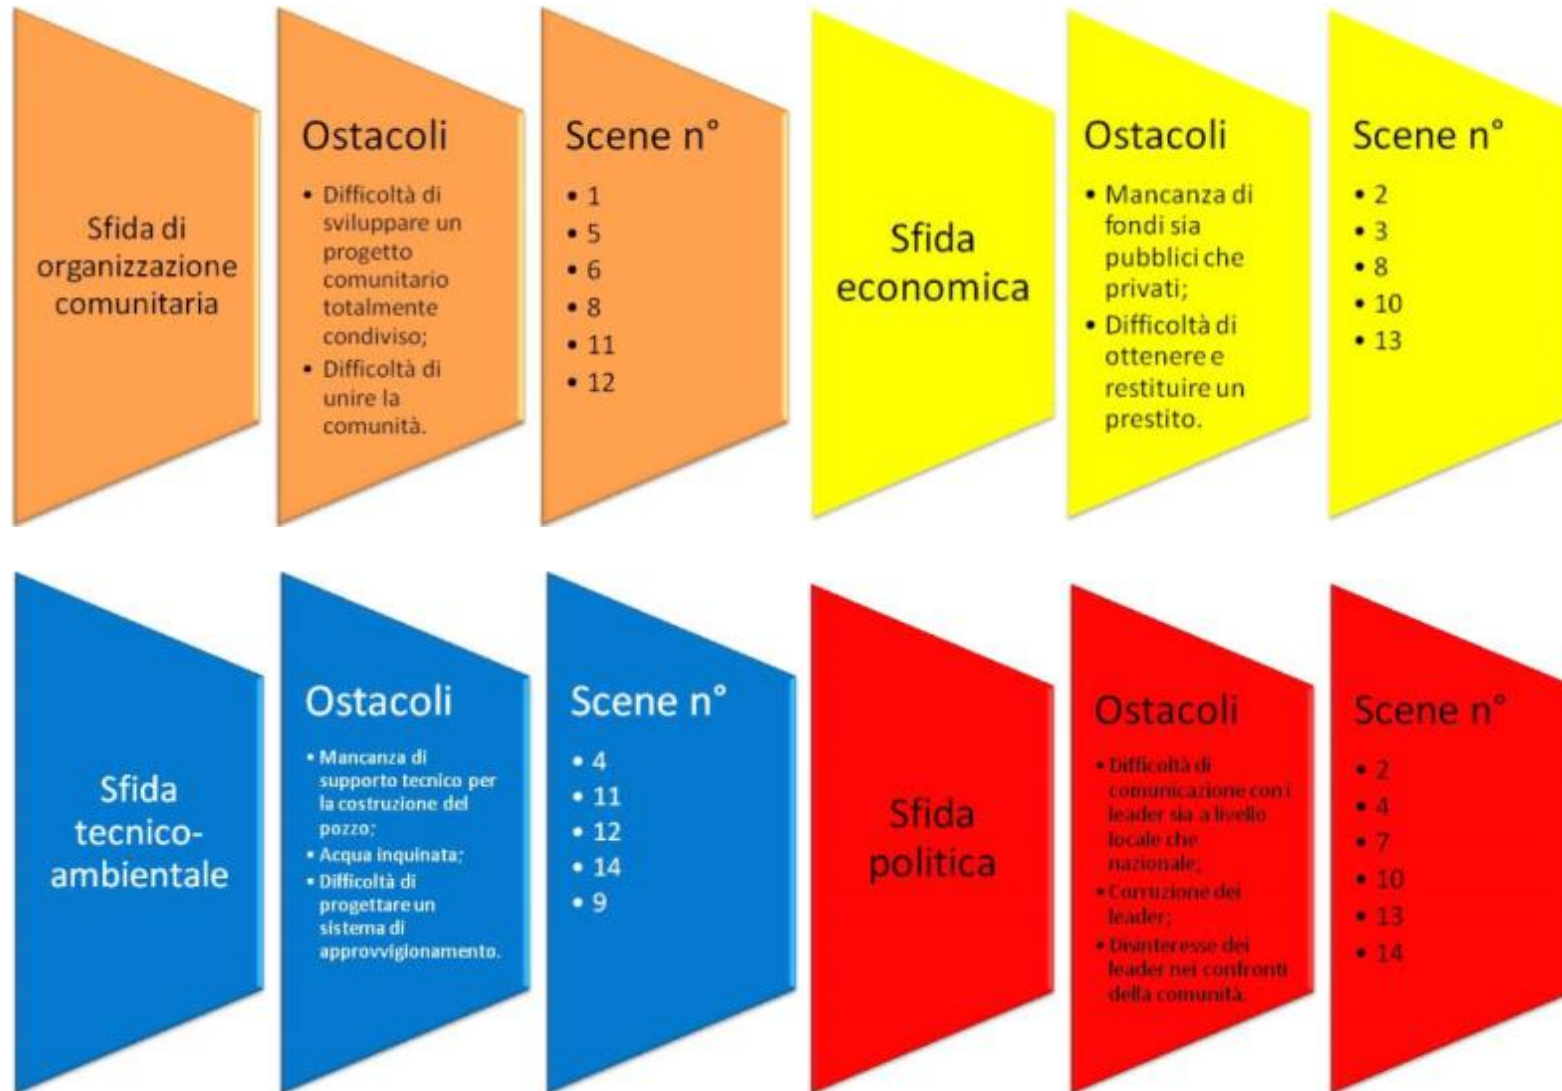 Sfida di
organizzazione
comunitaria
Ostacoli
• Difficoltà di
sviluppare un
progetto
comunitario
totalmente
condiviso;
• Difficoltà di
unire la
comunità.
Scene n°
• 1
• 5
• 6
• 8
• 11
• 12
Sfida
economica
Ostacoli
• Mancanza di
fondi sia
pubblici che
privati;
• Difficoltà di
ottenere e
restituire un
prestito.
Scene n°
• 2
• 3
• 8
• 10
• 13
Sfida
tecnico-
ambientale
Ostacoli
• Mancanza di
supporto tecnico per
la costruzione del
pozzo;
• Acqua inquinata;
• Difficoltà di
progettare un
sistema di
approvvigionamento.
Scene n°
• 4
• 11
• 12
• 14
• 9
Sfida
politica
Ostacoli
• Difficoltà di
comunicazione con i
leader sia a livello
locale che
nazionale;
• Corruzione dei
leader;
• Disinteresse dei
leader nei confronti
della comunità.
Scene n°
• 2
• 4
• 7
• 10
• 13
• 14